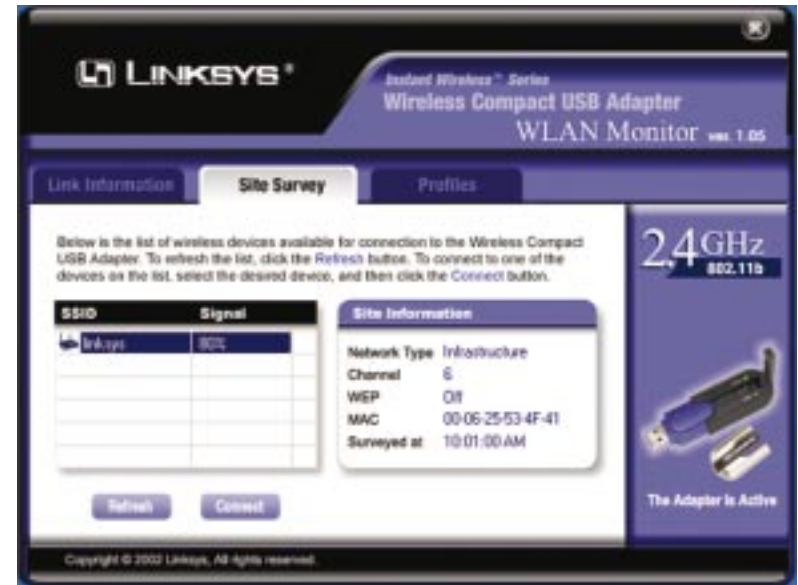 LINKSYS®
Instant Wireless™ Series
Wireless Compact USB Adapter
WLAN Monitor ver. 1.05
Link Information
Site Survey
Profiles
Below is the list of wireless devices available for connection to the Wireless Compact
USB Adapter. To refresh the list, click the Refresh button. To connect to one of the
devices on the list, select the desired device, and then click the Connect button.
SSID Signal
linksys 80%
Site Information
Network Type Infrastructure
Channel 6
WEP Off
MAC 00-06-25-53-4F-41
Surveyed at 10:01:00 AM
Refresh
Connect
2.4GHz
802.11b
The Adapter Is Active
Copyright © 2002 Linksys, All rights reserved.